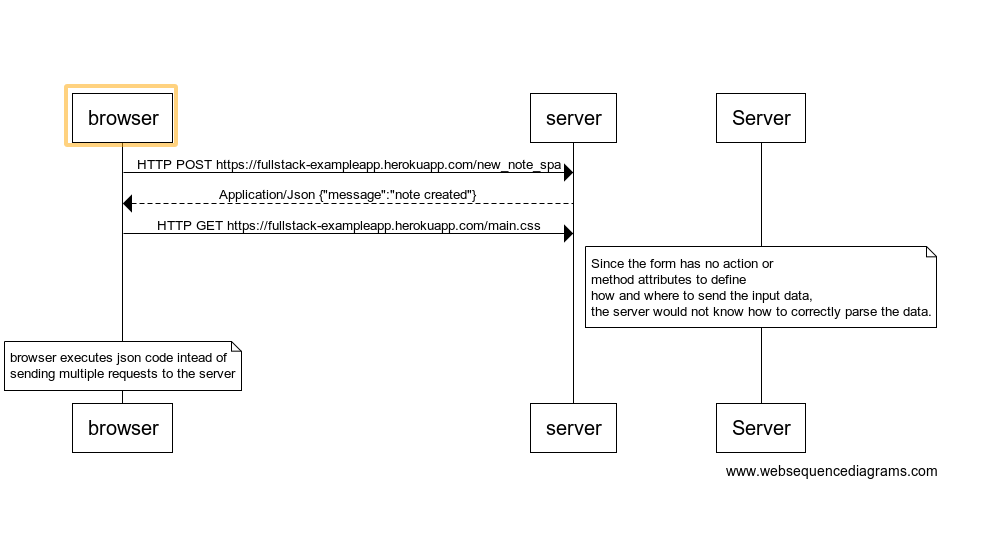 browser
server
Server
HTTP POST https://fullstack-exampleapp.herokuapp.com/new_note_spa
Application/Json {"message":"note created"}
HTTP GET https://fullstack-exampleapp.herokuapp.com/main.css
Since the form has no action or
method attributes to define
how and where to send the input data,
the server would not know how to correctly parse the data.
browser executes json code intead of
sending multiple requests to the server
browser
server
Server
www.websequencediagrams.com